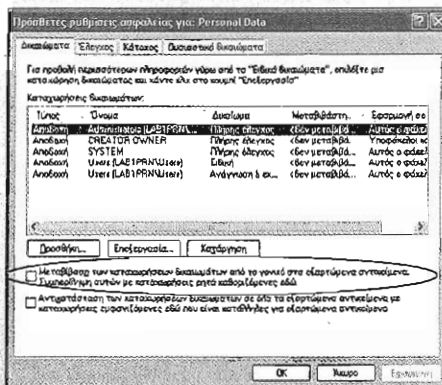 Πρόσθετες ρυθμίσεις ασφαλείας για: Personal Data
Δικαιώματα Έλεγχος Κάτοχος Ουσιαστικά δικαιώματα
Για προβολή περισσότερων πληροφοριών γύρω από τα "Ειδικά δικαιώματα", επιλέξτε μια
καταχώρηση δικαιώματος και κάντε κλικ στο κουμπί "Επεξεργασία"
Καταχωρήσεις δικαιωμάτων:
Τύπος Όνομα Δικαίωμα Μεταβιβάστη... Εφαρμογή σε
Αποδοχή Administrators (LAB1PRN\... Πλήρης έλεγχος <δεν μεταβιβά... Αυτός ο φάκελ
Αποδοχή CREATOR OWNER Πλήρης έλεγχος <δεν μεταβιβά... Υποφάκελοι κα
Αποδοχή SYSTEM Πλήρης έλεγχος <δεν μεταβιβά... Αυτός ο φάκελ
Αποδοχή Users (LAB1PRN\Users) Ειδική <δεν μεταβιβά... Αυτός ο φάκελ
Αποδοχή Users (LAB1PRN\Users) Ανάγνωση & εκ... <δεν μεταβιβά... Αυτός ο φάκελ
Προσθήκη... Επεξεργασία... Κατάργηση
Μεταβίβαση των καταχωρήσεων δικαιωμάτων από το γονικό στα εξαρτώμενα αντικείμενα.
Συμπερίληψη αυτών με καταχωρήσεις ρητά καθοριζόμενες εδώ
Αντικατάσταση των καταχωρήσεων δικαιωμάτων σε όλα τα εξαρτώμενα αντικείμενα με
καταχωρήσεις εμφανιζόμενες εδώ που είναι κατάλληλες για εξαρτώμενα αντικείμενα
OK Άκυρο Εφαρμογή